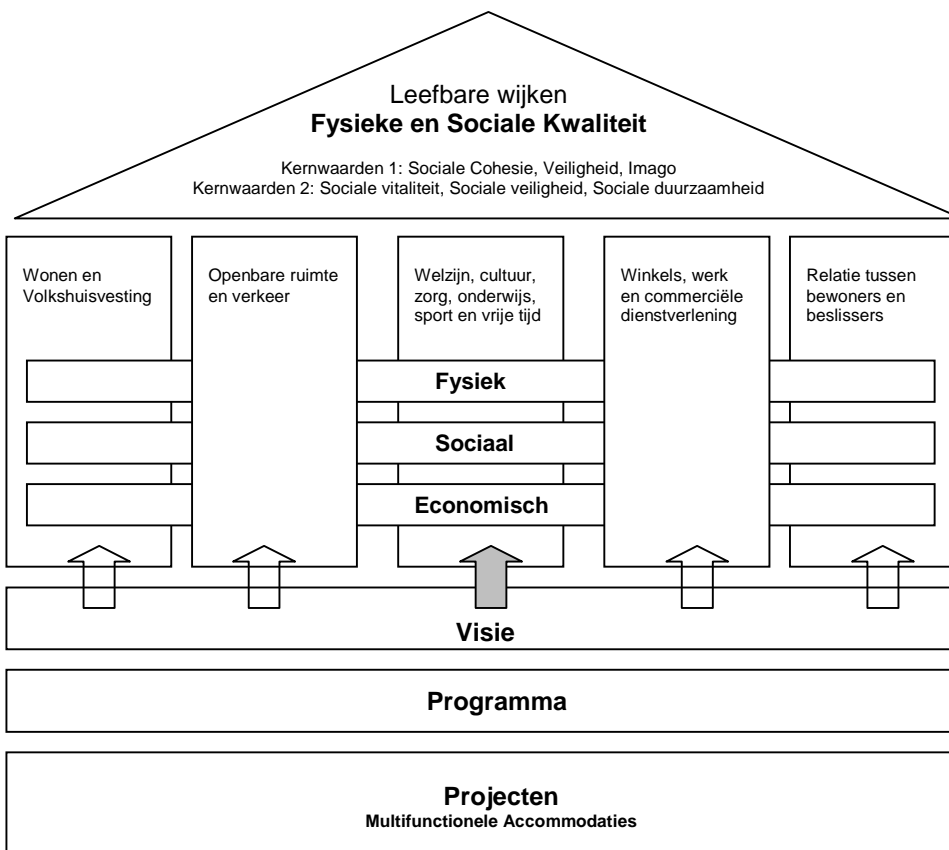 Leefbare wijken
Fysieke en Sociale Kwaliteit
Kernwaarden 1: Sociale Cohesie, Veiligheid, Imago
Kernwaarden 2: Sociale vitaliteit, Sociale veiligheid, Sociale duurzaamheid
Wonen en
Volkshuisvesting
Openbare ruimte
en verkeer
Welzijn, cultuur,
zorg, onderwijs,
sport en vrije tijd
Winkels, werk
en commerciële
dienstverlening
Relatie tussen
bewoners en
beslissers
Fysiek
Sociaal
Economisch
Visie
Programma
Projecten
Multifunctionele Accommodaties